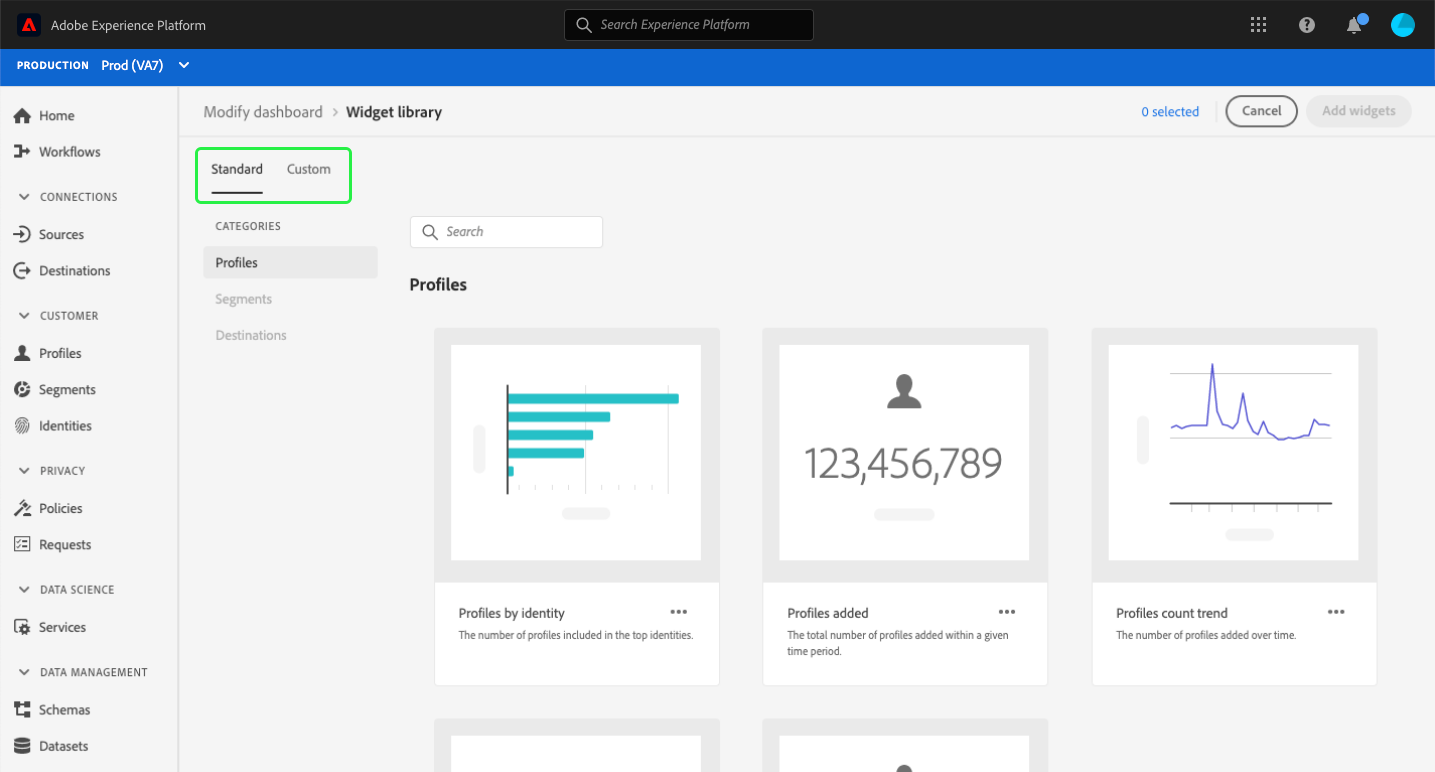 Adobe Experience Platform
Search Experience Platform
PRODUCTION Prod (VA7)
Home
Workflows
CONNECTIONS
Sources
Destinations
CUSTOMER
Profiles
Segments
Identities
PRIVACY
Policies
Requests
DATA SCIENCE
Services
DATA MANAGEMENT
Schemas
Datasets
Modify dashboard > Widget library
0 selected
Cancel
Add widgets
Standard Custom
CATEGORIES
Profiles
Segments
Destinations
Search
Profiles
Profiles by identity
The number of profiles included in the top identities.
123,456,789
Profiles added
The total number of profiles added within a given
time period.
Profiles count trend
The number of profiles added over time.